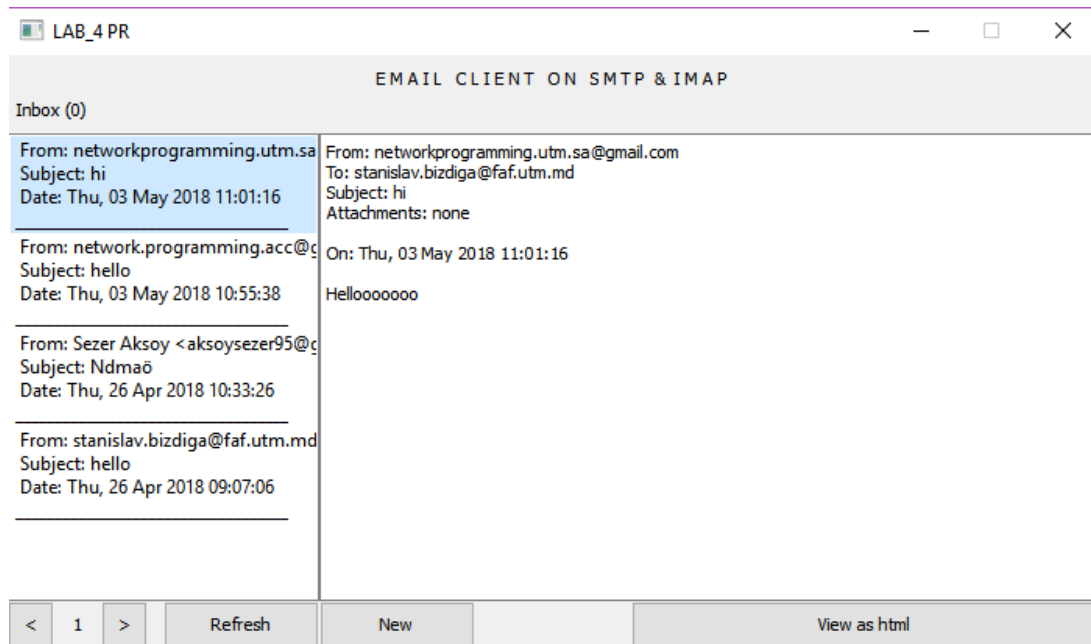 LAB_4 PR
EMAIL CLIENT ON SMTP & IMAP
Inbox (0)
From: networkprogramming.utm.sa
Subject: hi
Date: Thu, 03 May 2018 11:01:16
From: network.programming.acc@g
Subject: hello
Date: Thu, 03 May 2018 10:55:38
From: Sezer Aksoy <aksoysezer95@g
Subject: Ndmaö
Date: Thu, 26 Apr 2018 10:33:26
From: stanislav.bizdiga@faf.utm.md
Subject: hello
Date: Thu, 26 Apr 2018 09:07:06
From: networkprogramming.utm.sa@gmail.com
To: stanislav.bizdiga@faf.utm.md
Subject: hi
Attachments: none
On: Thu, 03 May 2018 11:01:16
Hellooooooo
< 1 > Refresh New View as html